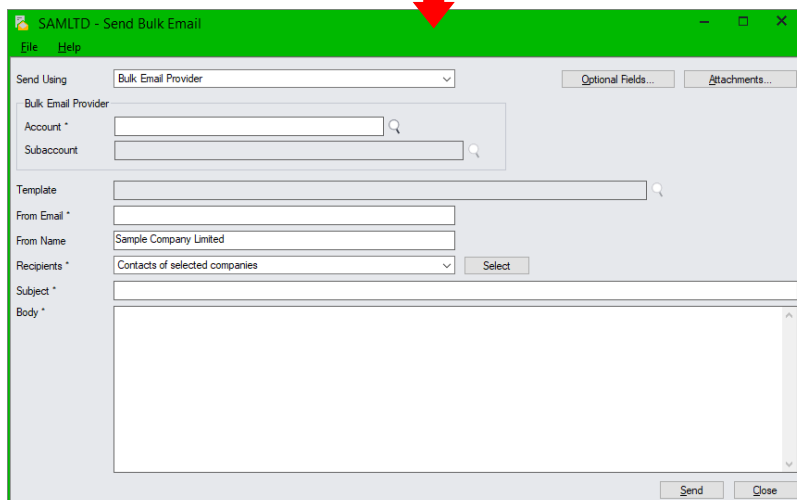 SAMLTD - Send Bulk Email
File Help
Send Using Bulk Email Provider Optional Fields... Attachments...
Bulk Email Provider
Account *
Subaccount
Template
From Email *
From Name Sample Company Limited
Recipients * Contacts of selected companies Select
Subject *
Body *
Send Close